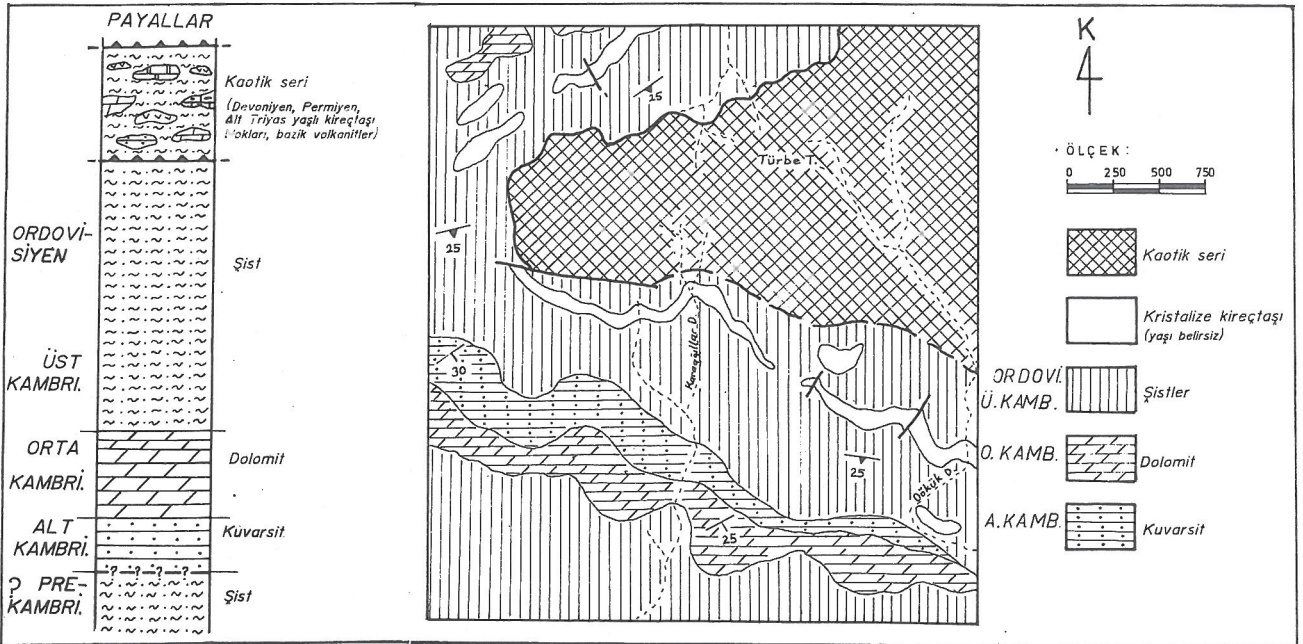 PAYALLAR
Kaotik seri
(Devoniyen, Permiyen,
Alt Triyas yaşlı kireçtaşı
blokları, bazik volkanitler)
ORDOVİ-
SİYEN
Şist
ÜST
KAMBRİ.
ORTA
KAMBRİ.
Dolomit
ALT
KAMBRİ.
Kuvarsit
? ? ? ?
? PRE-
KAMBRİ.
Şist
25
Türbe T.
25
Karagüllar D.
30
25
Dökük D.
25
K
ÖLÇEK:
0 250 500 750
Kaotik seri
Kristalize kireçtaşı
(yaşı belirsiz)
ORDOVİ.
Ü.KAMB.
Şistler
O.KAMB.
Dolomit
A.KAMB.
Kuvarsit